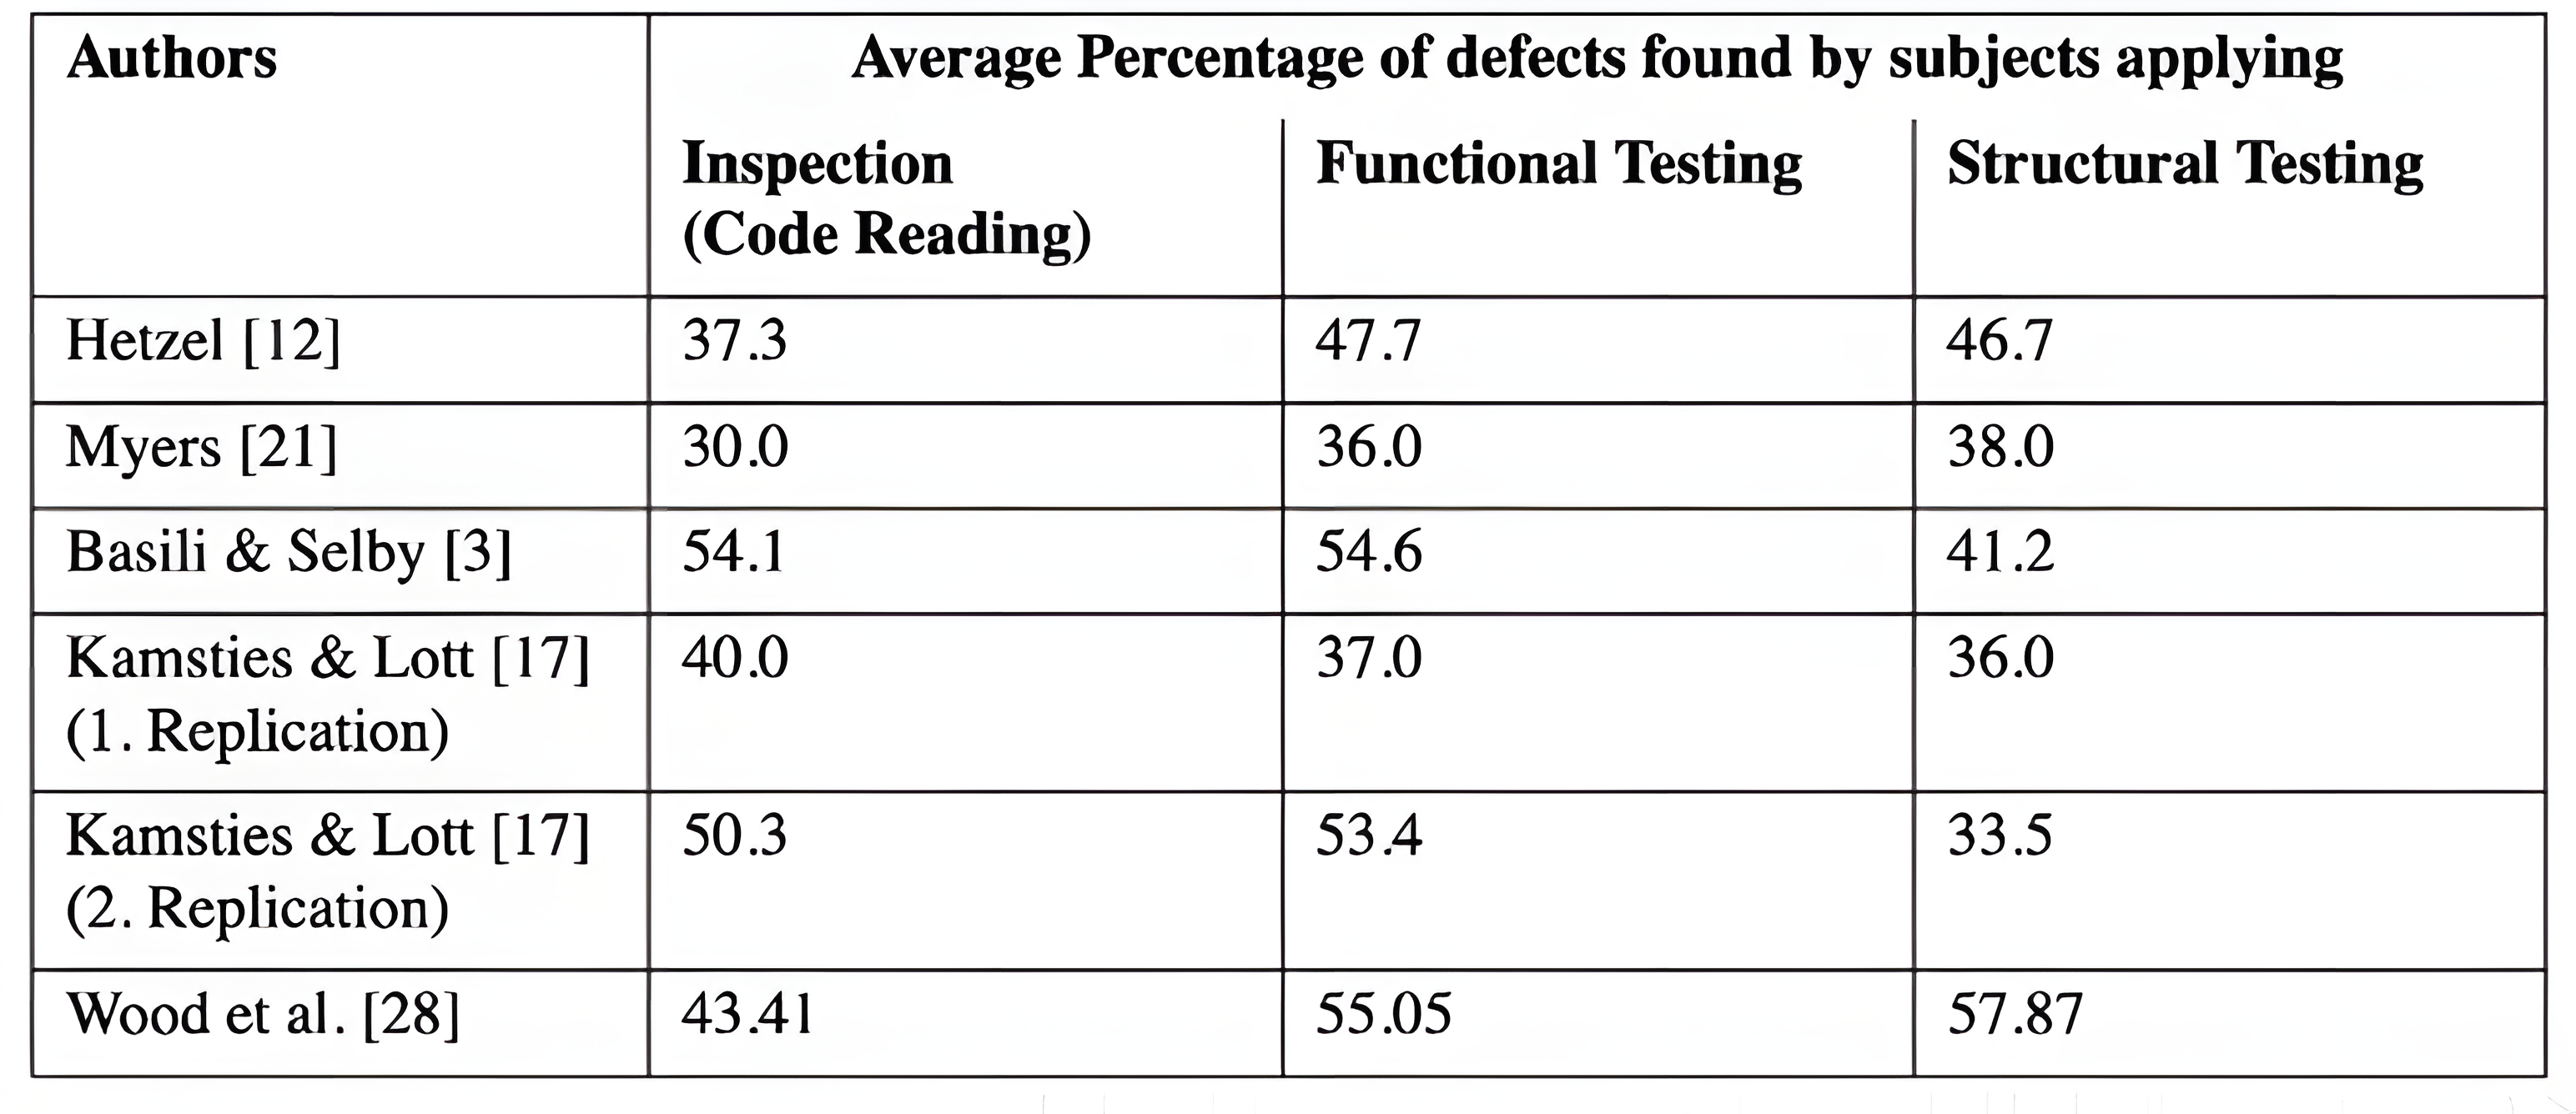 Authors
Average Percentage of defects found by subjects applying
Inspection
(Code Reading)
Functional Testing
Structural Testing
Hetzel [12] 37.3 47.7 46.7
Myers [21] 30.0 36.0 38.0
Basili & Selby [3] 54.1 54.6 41.2
Kamsties & Lott [17] 40.0 37.0 36.0
(1. Replication)
Kamsties & Lott [17] 50.3 53.4 33.5
(2. Replication)
Wood et al. [28] 43.41 55.05 57.87